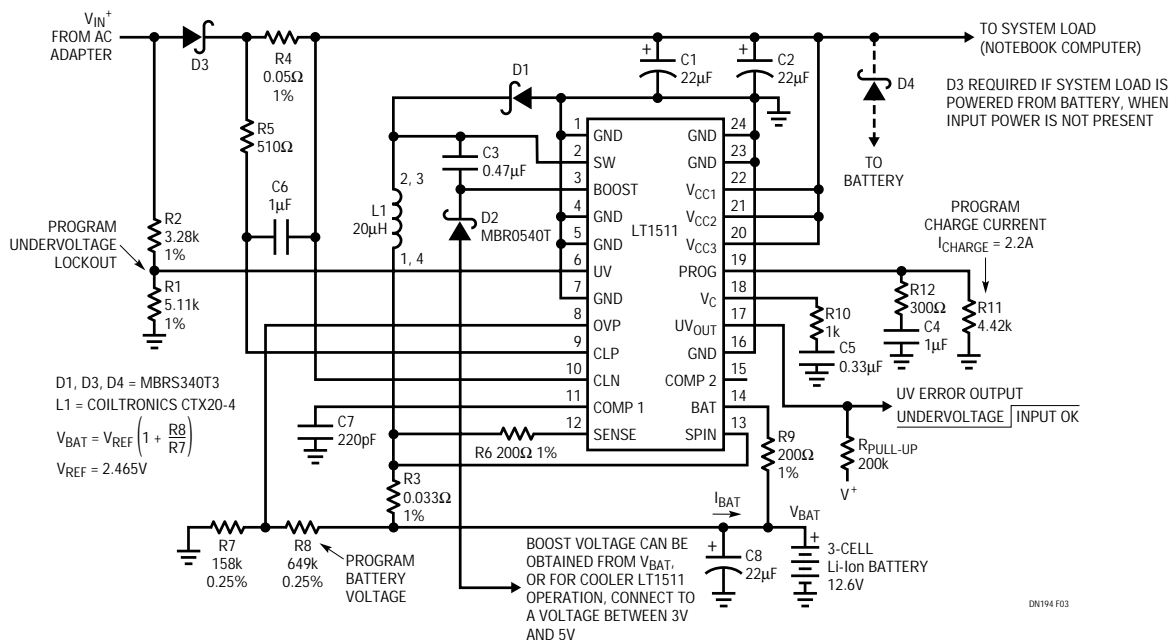 VIN+
FROM AC
ADAPTER
D3
R4
0.05Ω
1%
R5
510Ω
C6
1µF
PROGRAM
UNDERVOLTAGE
LOCKOUT
R2
3.28k
1%
R1
5.11k
1%
D1, D3, D4 = MBRS340T3
L1 = COILTRONICS CTX20-4
VBAT = VREF (1 + R8/R7)
VREF = 2.465V
D1
C3
0.47µF
2, 3
L1
20µH
1, 4
D2
MBR0540T
+
C1
22µF
+
C2
22µF
TO SYSTEM LOAD
(NOTEBOOK COMPUTER)
D4
TO
BATTERY
D3 REQUIRED IF SYSTEM LOAD IS
POWERED FROM BATTERY, WHEN
INPUT POWER IS NOT PRESENT
LT1511
1 GND
2 SW
3 BOOST
4 GND
5 GND
6 UV
7 GND
8 OVP
9 CLP
10 CLN
11 COMP 1
12 SENSE
24 GND
23 GND
22 VCC1
21 VCC2
20 VCC3
19 PROG
18 VC
17 UVOUT
16 GND
15 COMP 2
14 BAT
13 SPIN
PROGRAM
CHARGE CURRENT
ICHARGE = 2.2A
R12
300Ω
C4
1µF
R11
4.42k
R10
1k
C5
0.33µF
UV ERROR OUTPUT
UNDERVOLTAGE INPUT OK
RPULL-UP
200k
V+
C7
220pF
R6 200Ω 1%
R9
200Ω
1%
R3
0.033Ω
1%
R7
158k
0.25%
R8
649k
0.25%
PROGRAM
BATTERY
VOLTAGE
BOOST VOLTAGE CAN BE
OBTAINED FROM VBAT,
OR FOR COOLER LT1511
OPERATION, CONNECT TO
A VOLTAGE BETWEEN 3V
AND 5V
IBAT
VBAT
+
C8
22µF
+
3-CELL
Li-Ion BATTERY
12.6V
DN194 F03